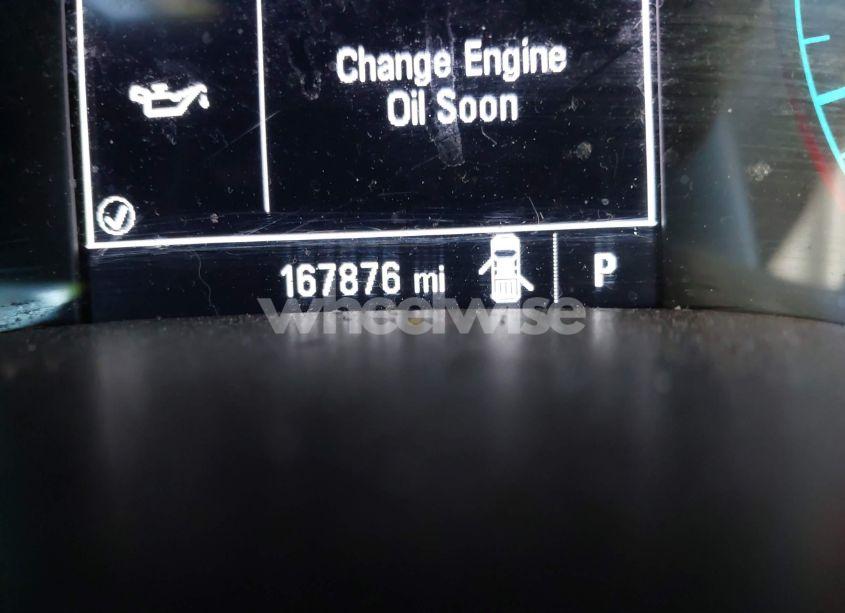 Change Engine
Oil Soon
167876 mi
P
wheelwise